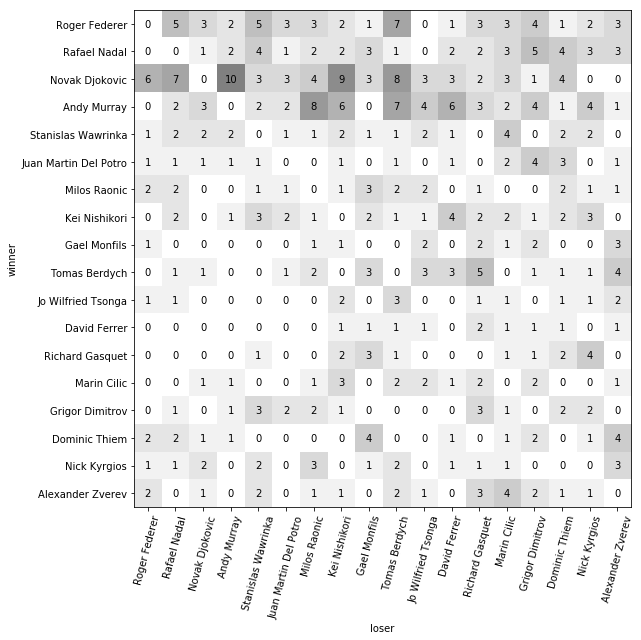 Roger Federer 0 5 3 2 5 3 3 2 1 7 0 1 3 3 4 1 2 3
Rafael Nadal 0 0 1 2 4 1 2 2 3 1 0 2 2 3 5 4 3 3
Novak Djokovic 6 7 0 10 3 3 4 9 3 8 3 3 2 3 1 4 0 0
Andy Murray 0 2 3 0 2 2 8 6 0 7 4 6 3 2 4 1 4 1
Stanislas Wawrinka 1 2 2 2 0 1 1 2 1 1 2 1 0 4 0 2 2 0
Juan Martin Del Potro 1 1 1 1 1 0 0 1 0 1 0 1 0 2 4 3 0 1
Milos Raonic 2 2 0 0 1 1 0 1 3 2 2 0 1 0 0 2 1 1
winner
Kei Nishikori 0 2 0 1 3 2 1 0 2 1 1 4 2 2 1 2 3 0
Gael Monfils 1 0 0 0 0 0 1 1 0 0 2 0 2 1 2 0 0 3
Tomas Berdych 0 1 1 0 0 1 2 0 3 0 3 3 5 0 1 1 1 4
Jo Wilfried Tsonga 1 1 0 0 0 0 0 2 0 3 0 0 1 1 0 1 1 2
David Ferrer 0 0 0 0 0 0 0 1 1 1 1 0 2 1 1 1 0 1
Richard Gasquet 0 0 0 0 1 0 0 2 3 1 0 0 0 1 1 2 4 0
Marin Cilic 0 0 1 1 0 0 1 3 0 2 2 1 2 0 2 0 0 1
Grigor Dimitrov 0 1 0 1 3 2 2 1 0 0 0 0 3 1 0 2 2 0
Dominic Thiem 2 2 1 1 0 0 0 0 4 0 0 1 0 1 2 0 1 4
Nick Kyrgios 1 1 2 0 2 0 3 0 1 2 0 1 1 1 0 0 0 3
Alexander Zverev 2 0 1 0 2 0 1 1 0 2 1 0 3 4 2 1 1 0
Roger Federer
Rafael Nadal
Novak Djokovic
Andy Murray
Stanislas Wawrinka
Juan Martin Del Potro
Milos Raonic
Kei Nishikori
Gael Monfils
Tomas Berdych
Jo Wilfried Tsonga
David Ferrer
Richard Gasquet
Marin Cilic
Grigor Dimitrov
Dominic Thiem
Nick Kyrgios
Alexander Zverev
loser